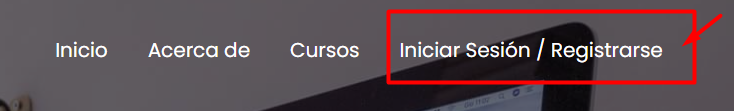 Inicio Acerca de Cursos Iniciar Sesión / Registrarse